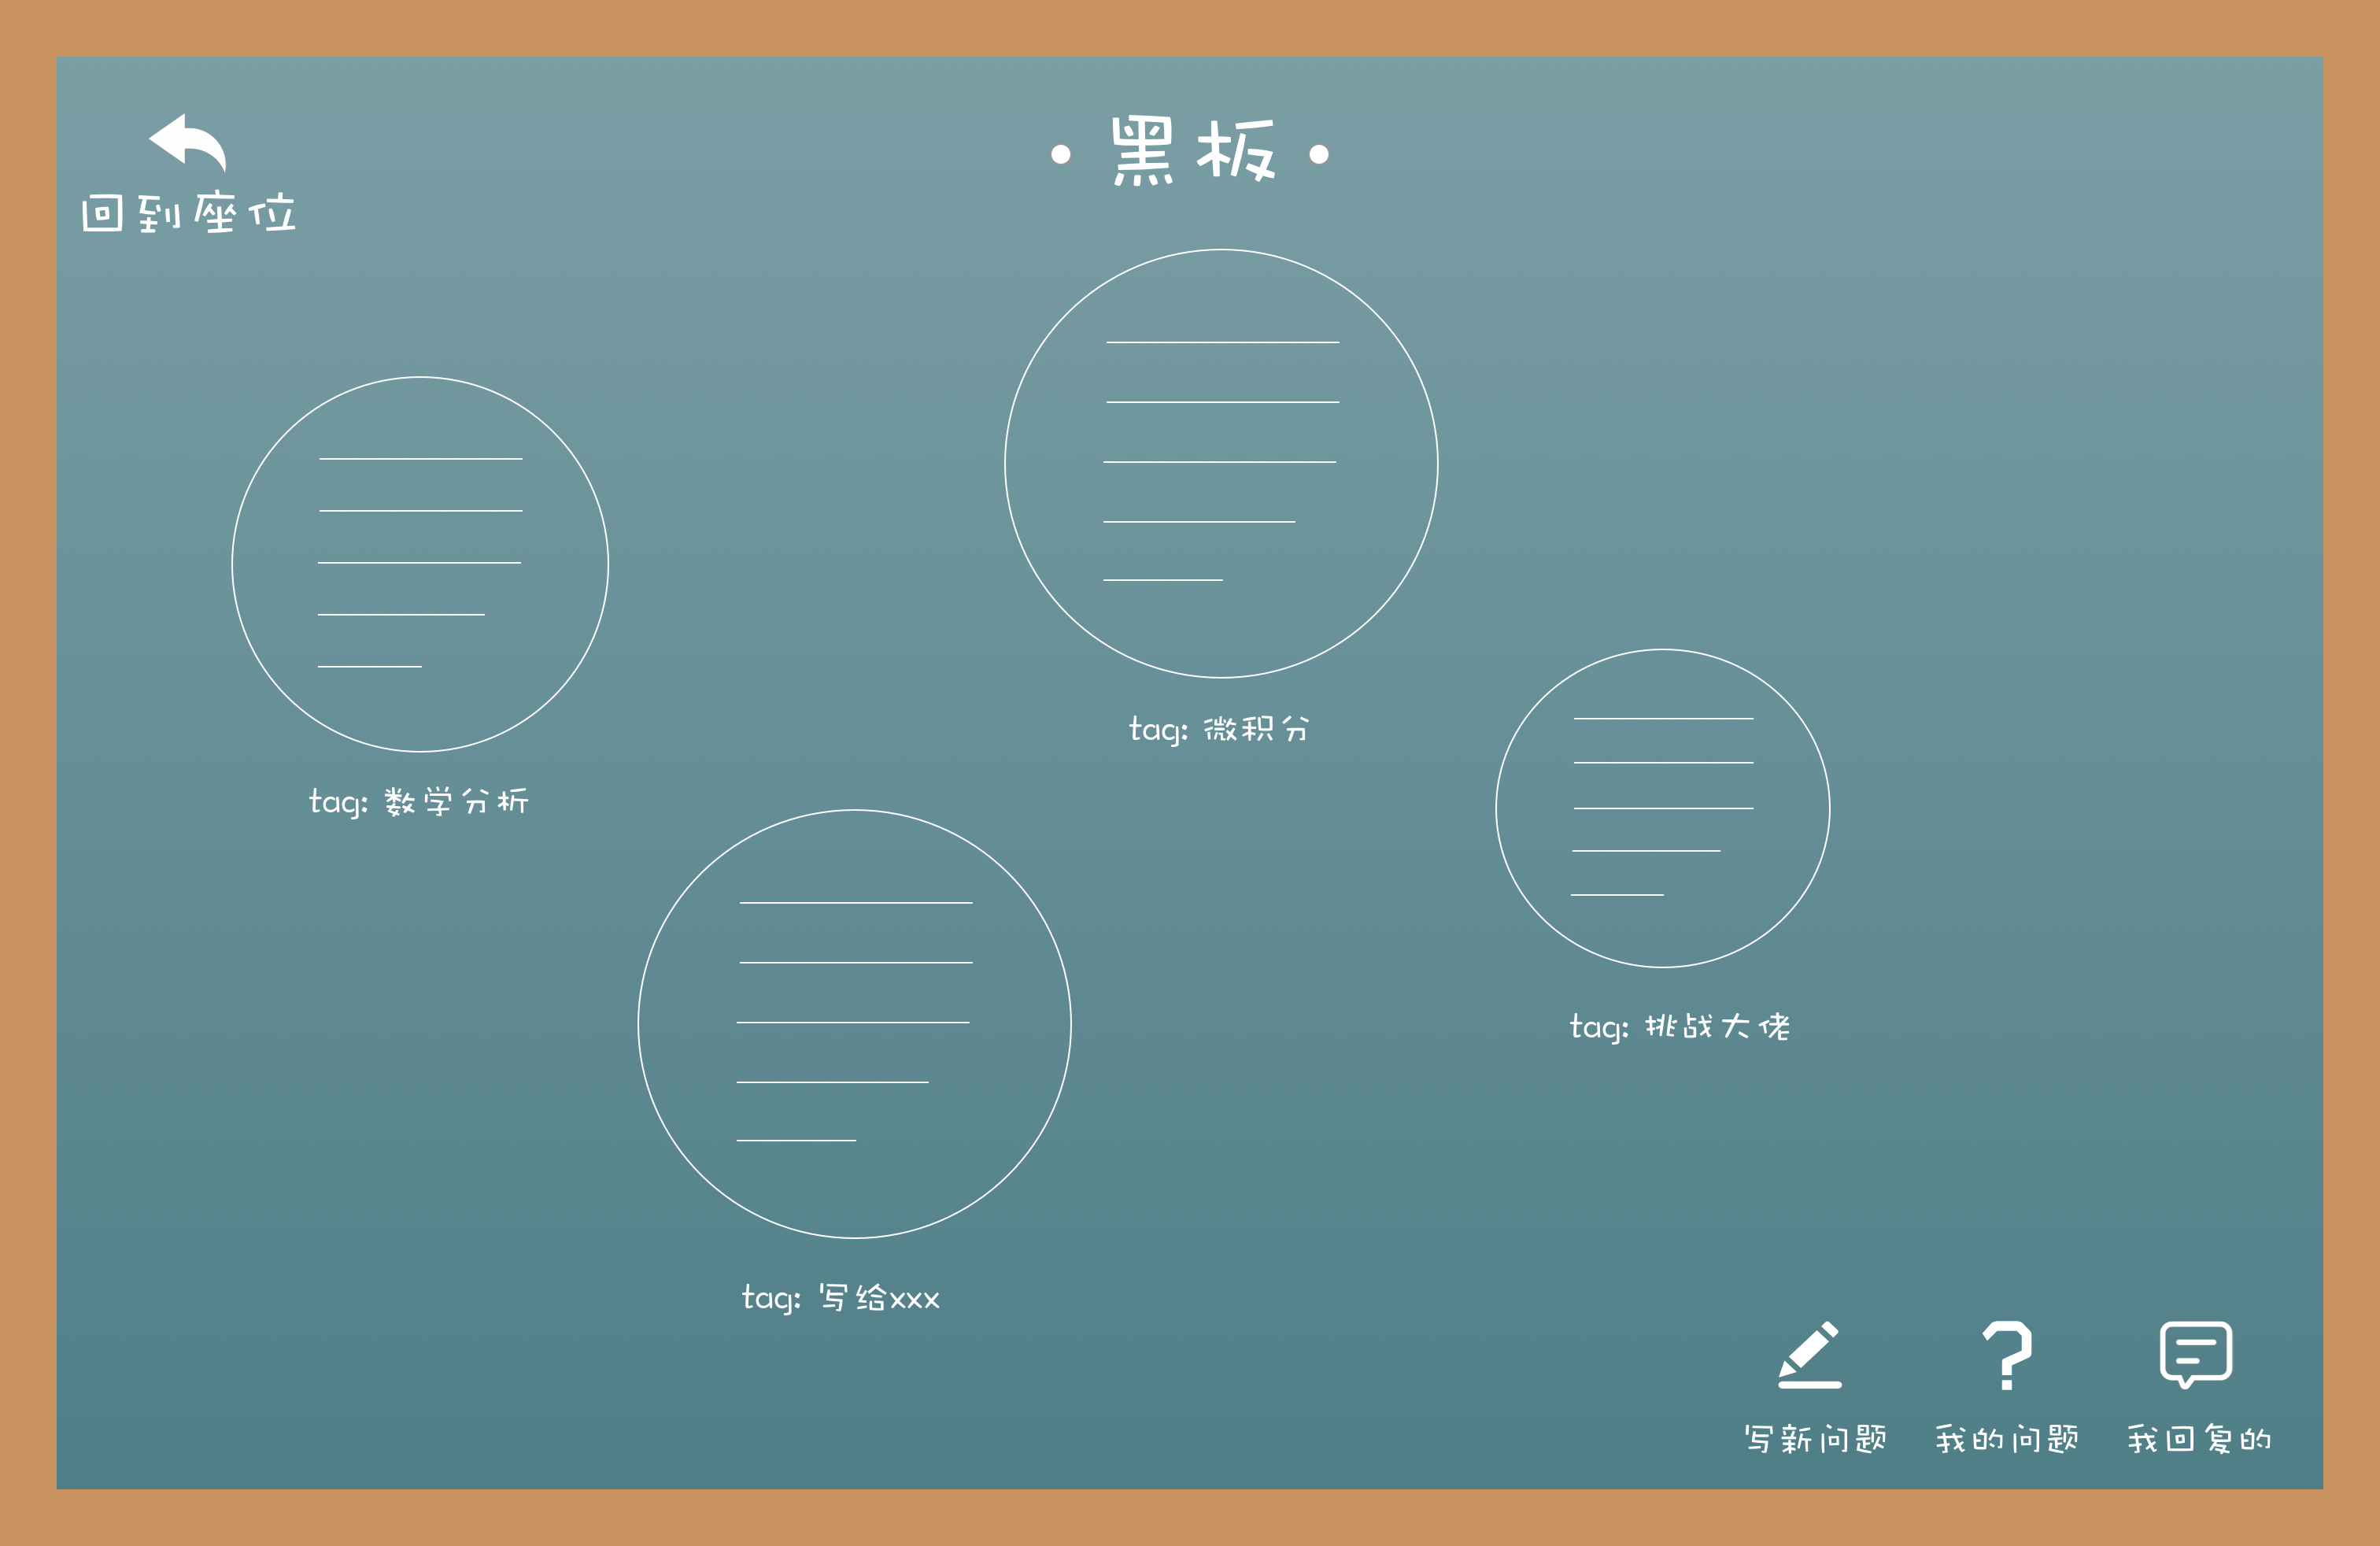 黑板
回到座位
tag: 微积分
tag: 数学分析
tag: 挑战大佬
tag: 写给xxx
写新问题
我的问题
我回复的